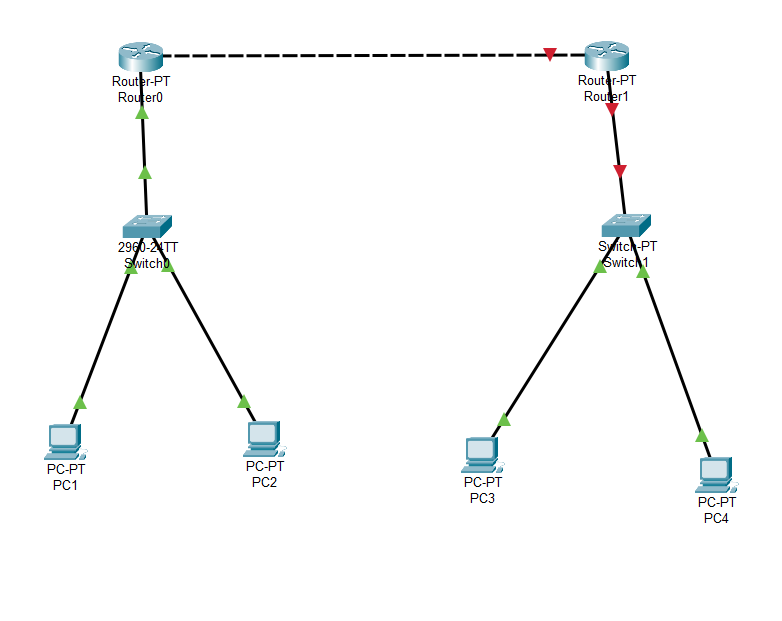 Router-PT
Router0
Router-PT
Router1
2960-24TT
Switch0
Switch-PT
Switch1
PC-PT
PC1
PC-PT
PC2
PC-PT
PC3
PC-PT
PC4